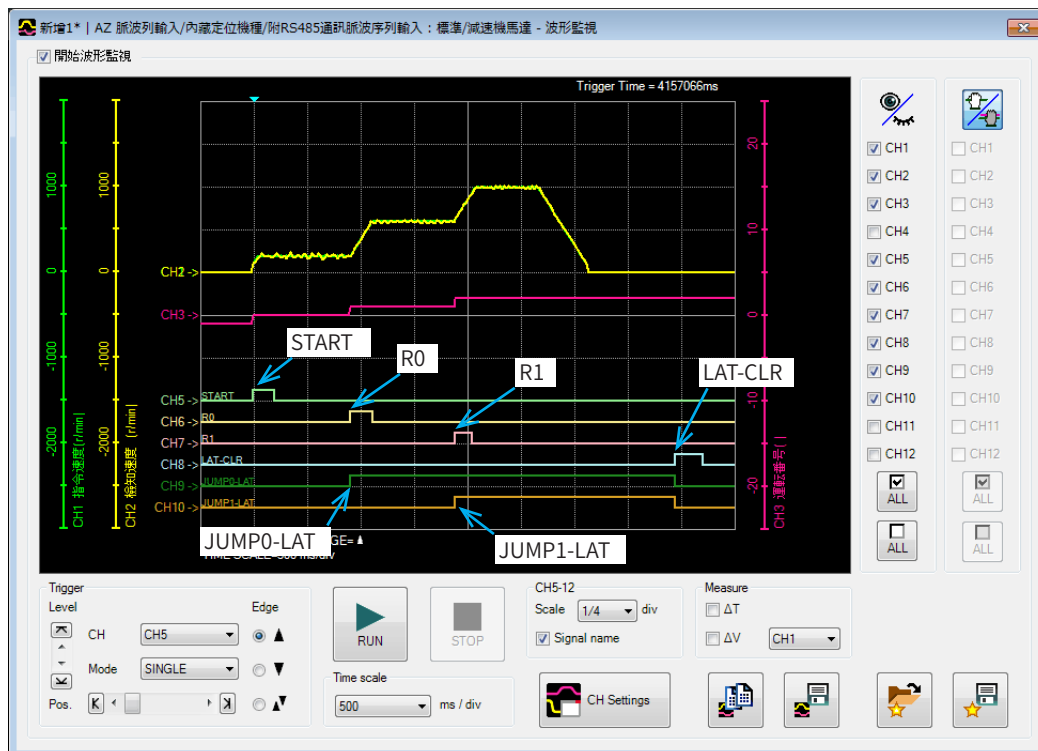 新增1* | AZ 脈波列輸入/內藏定位機種/附RS485通訊脈波序列輸入 : 標準/減速機馬達 - 波形監視
開始波形監視
Trigger Time = 4157066ms
CH1 指令速度(r/min)
1000
0
-1000
-2000
CH2 檢知速度 (r/min)
1000
0
-1000
-2000
CH2 ->
CH3 ->
CH5 -> START
CH6 -> R0
CH7 -> R1
CH8 -> LAT-CLR
CH9 -> JUMP0-LAT
CH10 -> JUMP1-LAT
START
R0
R1
LAT-CLR
JUMP0-LAT
JUMP1-LAT
20
10
0
-10
-20
CH3 運転番号( )
CH1
CH2
CH3
CH4
CH5
CH6
CH7
CH8
CH9
CH10
CH11
CH12
ALL
ALL
CH1
CH2
CH3
CH4
CH5
CH6
CH7
CH8
CH9
CH10
CH11
CH12
ALL
ALL
Trigger
Level
Edge
CH
CH5
Mode
SINGLE
Pos.
RUN
STOP
Time scale
500
ms / div
CH5-12
Scale
1/4
div
Signal name
CH Settings
Measure
ΔT
ΔV
CH1